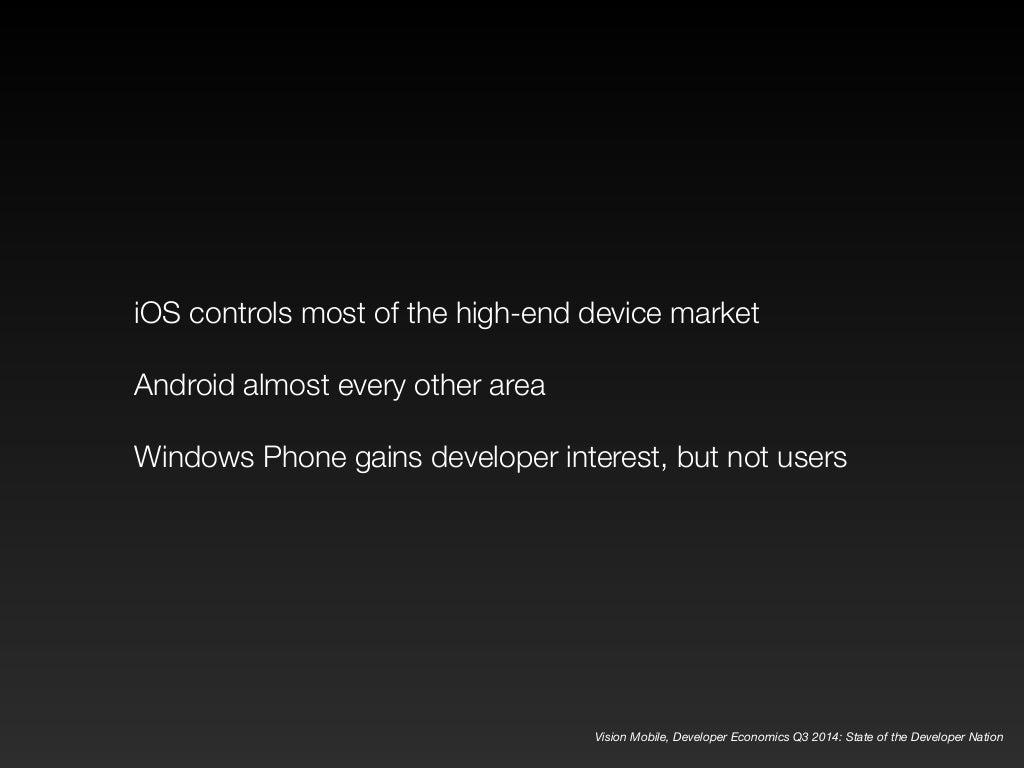 iOS controls most of the high-end device market
Android almost every other area
Windows Phone gains developer interest, but not users
Vision Mobile, Developer Economics Q3 2014: State of the Developer Nation